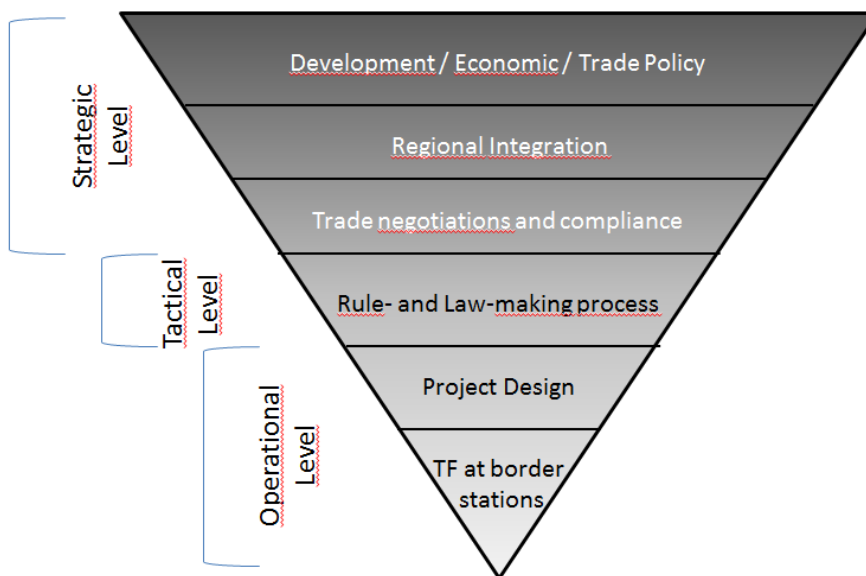 Strategic
Level
Development / Economic / Trade Policy
Regional Integration
Trade negotiations and compliance
Tactical
Level
Rule- and Law-making process
Operational
Level
Project Design
TF at border
stations